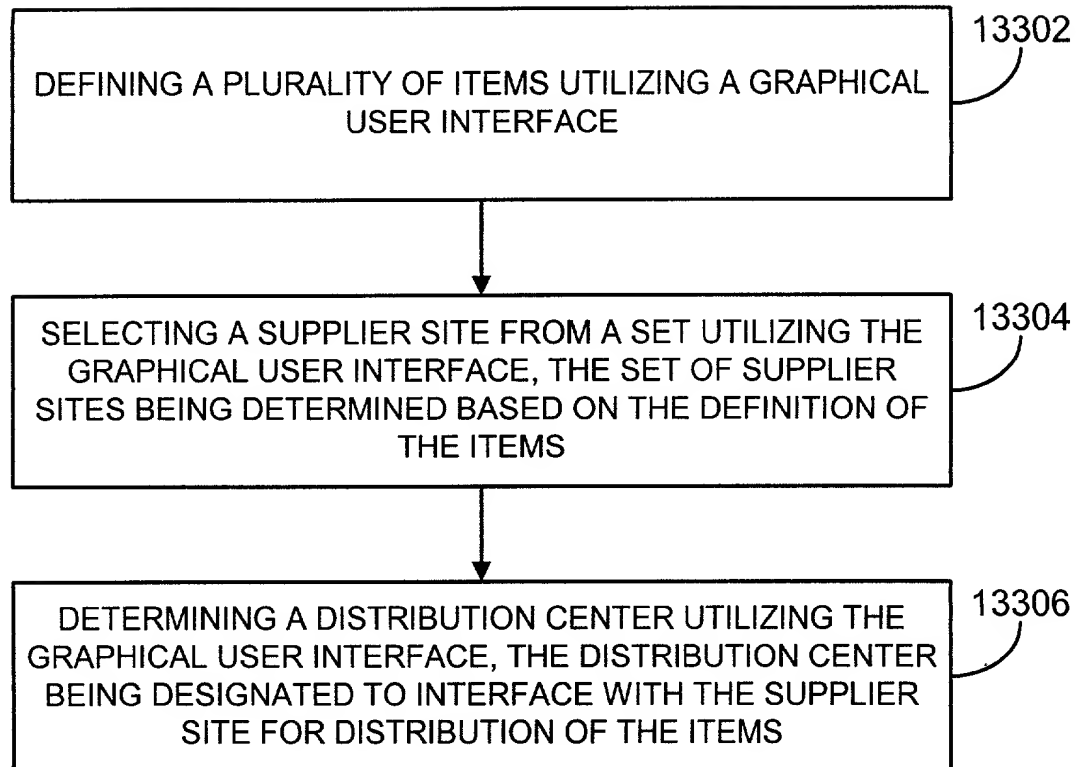 13302
DEFINING A PLURALITY OF ITEMS UTILIZING A GRAPHICAL
USER INTERFACE
13304
SELECTING A SUPPLIER SITE FROM A SET UTILIZING THE
GRAPHICAL USER INTERFACE, THE SET OF SUPPLIER
SITES BEING DETERMINED BASED ON THE DEFINITION OF
THE ITEMS
13306
DETERMINING A DISTRIBUTION CENTER UTILIZING THE
GRAPHICAL USER INTERFACE, THE DISTRIBUTION CENTER
BEING DESIGNATED TO INTERFACE WITH THE SUPPLIER
SITE FOR DISTRIBUTION OF THE ITEMS